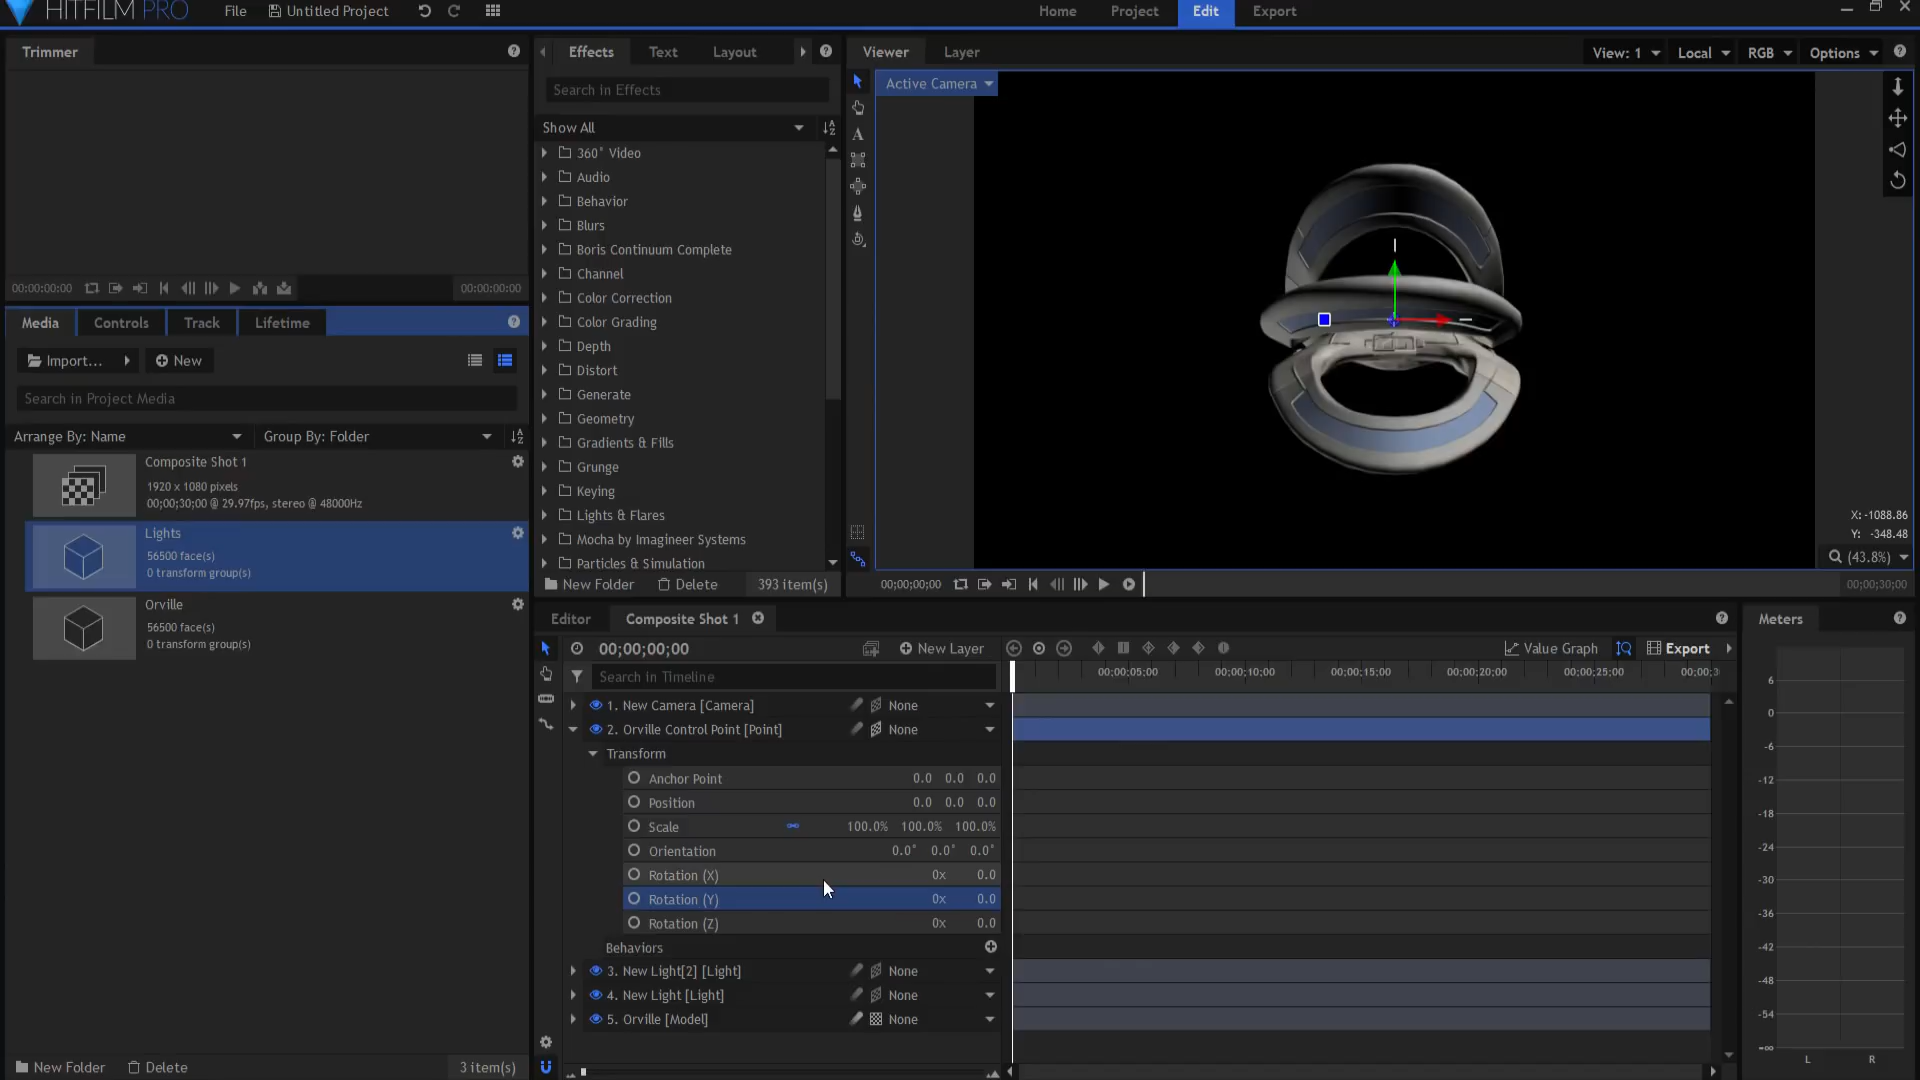 HITFILM PRO
File
Untitled Project
Home
Project
Edit
Export
Trimmer
00:00:00:00
00:00:00:00
Media
Controls
Track
Lifetime
Import...
New
Search in Project Media
Arrange By: Name
Group By: Folder
Composite Shot 1
1920 x 1080 pixels
00;00;30;00 @ 29.97fps, stereo @ 48000Hz
Lights
56500 face(s)
0 transform group(s)
Orville
56500 face(s)
0 transform group(s)
New Folder
Delete
3 item(s)
Effects
Text
Layout
Search in Effects
Show All
360° Video
Audio
Behavior
Blurs
Boris Continuum Complete
Channel
Color Correction
Color Grading
Depth
Distort
Generate
Geometry
Gradients & Fills
Grunge
Keying
Lights & Flares
Mocha by Imagineer Systems
Particles & Simulation
New Folder
Delete
393 item(s)
Viewer
Layer
View: 1
Local
RGB
Options
Active Camera
X: -1088.86
Y: -348.48
(43.8%)
00;00;00;00
00;00;30;00
Editor
Composite Shot 1
00;00;00;00
New Layer
Value Graph
Export
Search in Timeline
00;00;05;00
00;00;10;00
00;00;15;00
00;00;20;00
00;00;25;00
00;00;3
1. New Camera [Camera] None
2. Orville Control Point [Point] None
Transform
Anchor Point 0.0 0.0 0.0
Position 0.0 0.0 0.0
Scale 100.0% 100.0% 100.0%
Orientation 0.0° 0.0° 0.0°
Rotation (X) 0x 0.0
Rotation (Y) 0x 0.0
Rotation (Z) 0x 0.0
Behaviors
3. New Light[2] [Light] None
4. New Light [Light] None
5. Orville [Model] None
Meters
6
0
-6
-12
-18
-24
-30
-36
-42
-48
-54
-∞
L
R